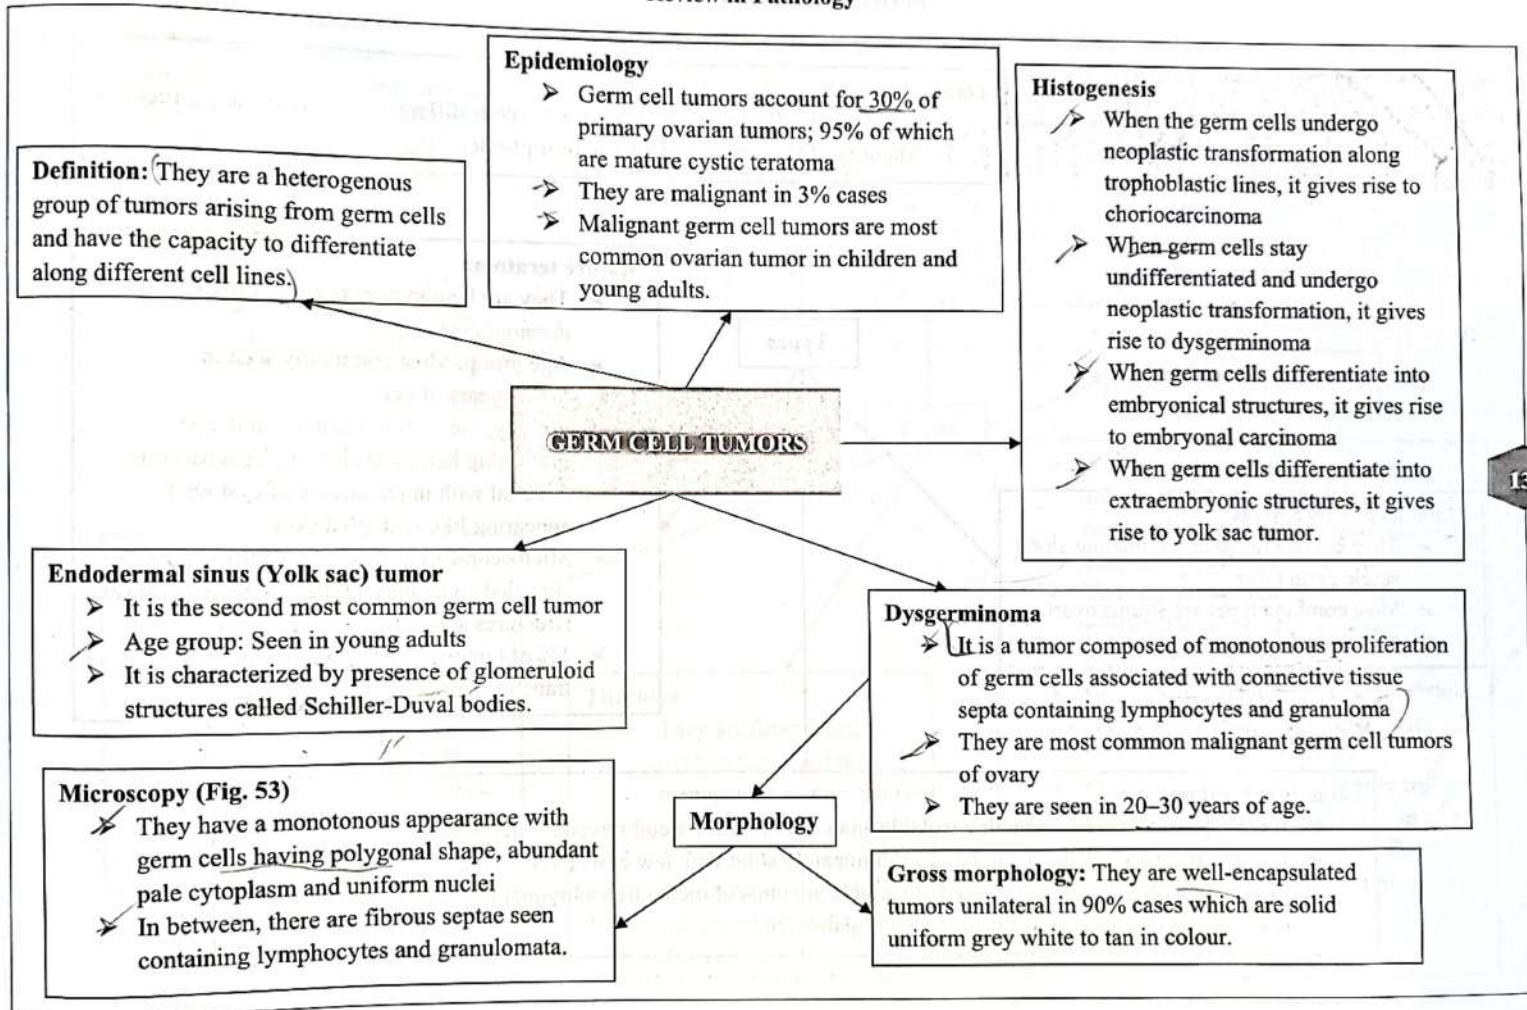 Review in Pathology
Epidemiology
➢ Germ cell tumors account for 30% of
primary ovarian tumors; 95% of which
are mature cystic teratoma
➢ They are malignant in 3% cases
➢ Malignant germ cell tumors are most
common ovarian tumor in children and
young adults.
Histogenesis
➢ When the germ cells undergo
neoplastic transformation along
trophoblastic lines, it gives rise to
choriocarcinoma
➢ When germ cells stay
undifferentiated and undergo
neoplastic transformation, it gives
rise to dysgerminoma
➢ When germ cells differentiate into
embryonical structures, it gives rise
to embryonal carcinoma
➢ When germ cells differentiate into
extraembryonic structures, it gives
rise to yolk sac tumor.
Definition: They are a heterogenous
group of tumors arising from germ cells
and have the capacity to differentiate
along different cell lines.
GERM CELL TUMORS
Endodermal sinus (Yolk sac) tumor
➢ It is the second most common germ cell tumor
➢ Age group: Seen in young adults
➢ It is characterized by presence of glomeruloid
structures called Schiller-Duval bodies.
Dysgerminoma
➢ It is a tumor composed of monotonous proliferation
of germ cells associated with connective tissue
septa containing lymphocytes and granuloma
➢ They are most common malignant germ cell tumors
of ovary
➢ They are seen in 20–30 years of age.
Morphology
Microscopy (Fig. 53)
➢ They have a monotonous appearance with
germ cells having polygonal shape, abundant
pale cytoplasm and uniform nuclei
➢ In between, there are fibrous septae seen
containing lymphocytes and granulomata.
Gross morphology: They are well-encapsulated
tumors unilateral in 90% cases which are solid
uniform grey white to tan in colour.